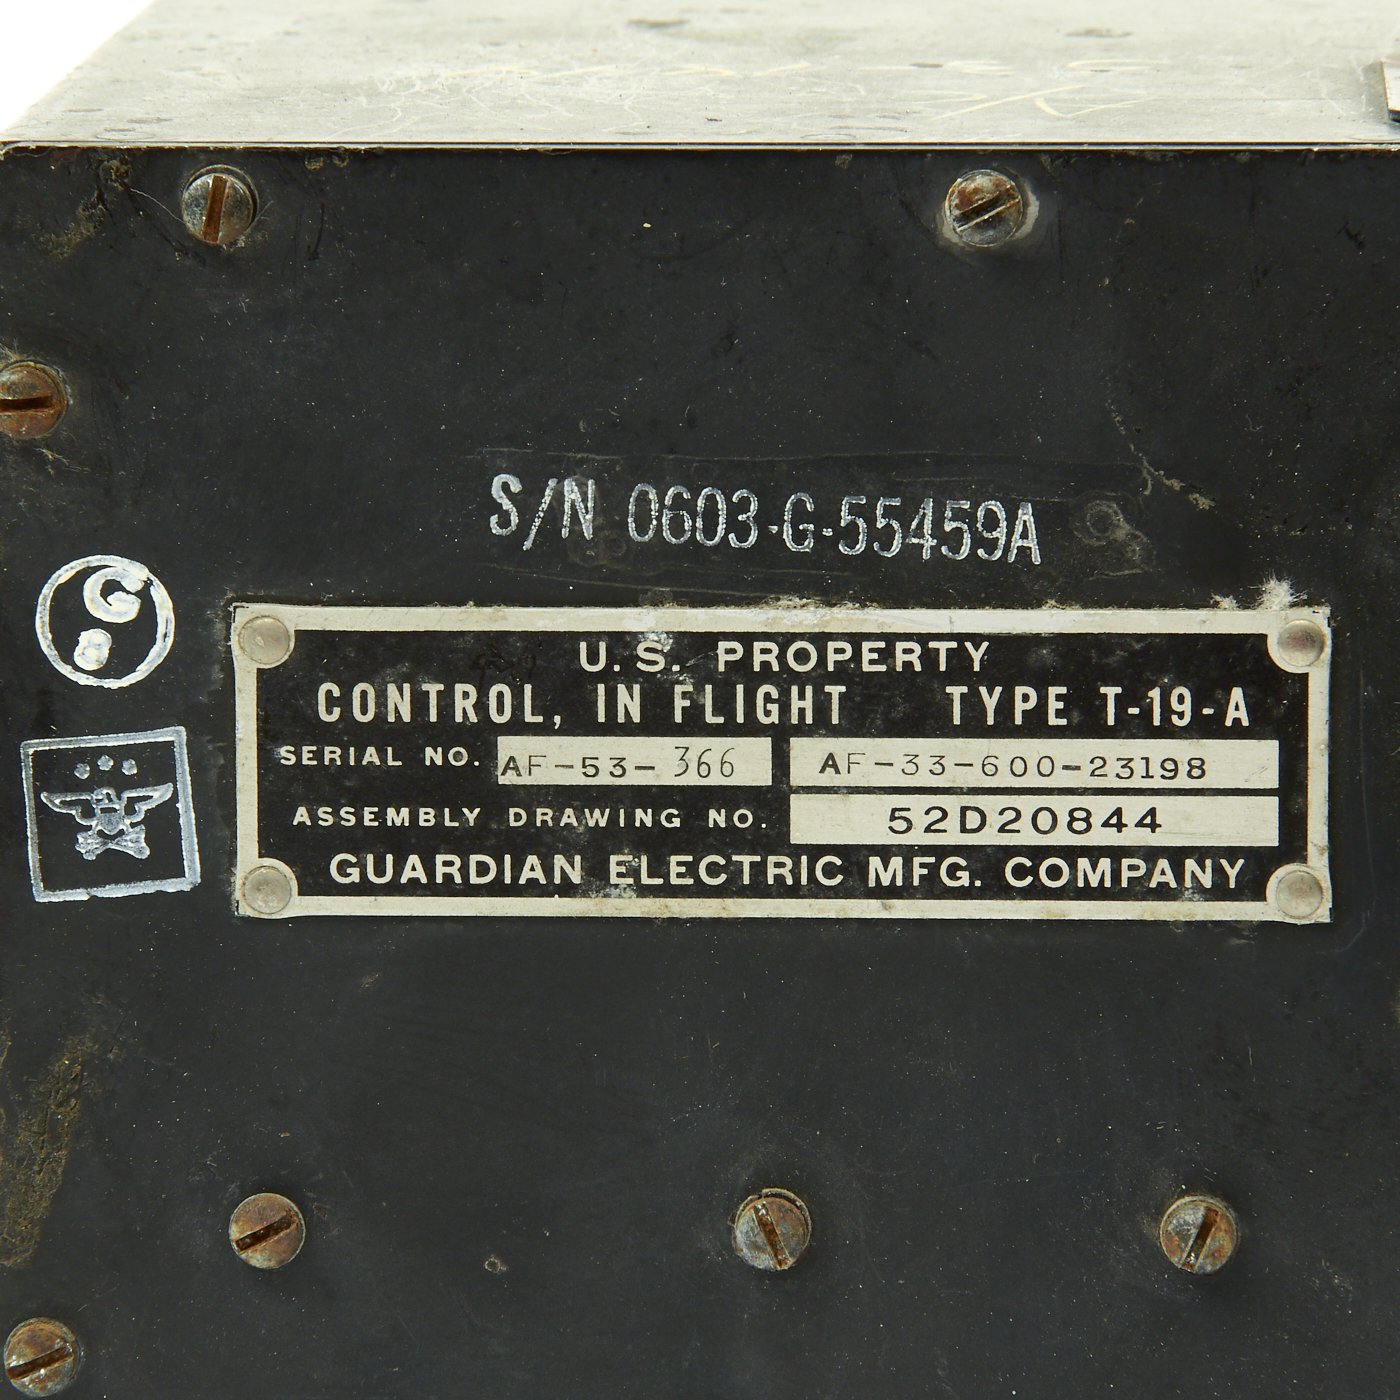 S/N 0603-G-55459A
G
8
U.S. PROPERTY
CONTROL, IN FLIGHT TYPE T-19-A
SERIAL NO. AF-53-366 AF-33-600-23198
ASSEMBLY DRAWING NO. 52D20844
GUARDIAN ELECTRIC MFG. COMPANY